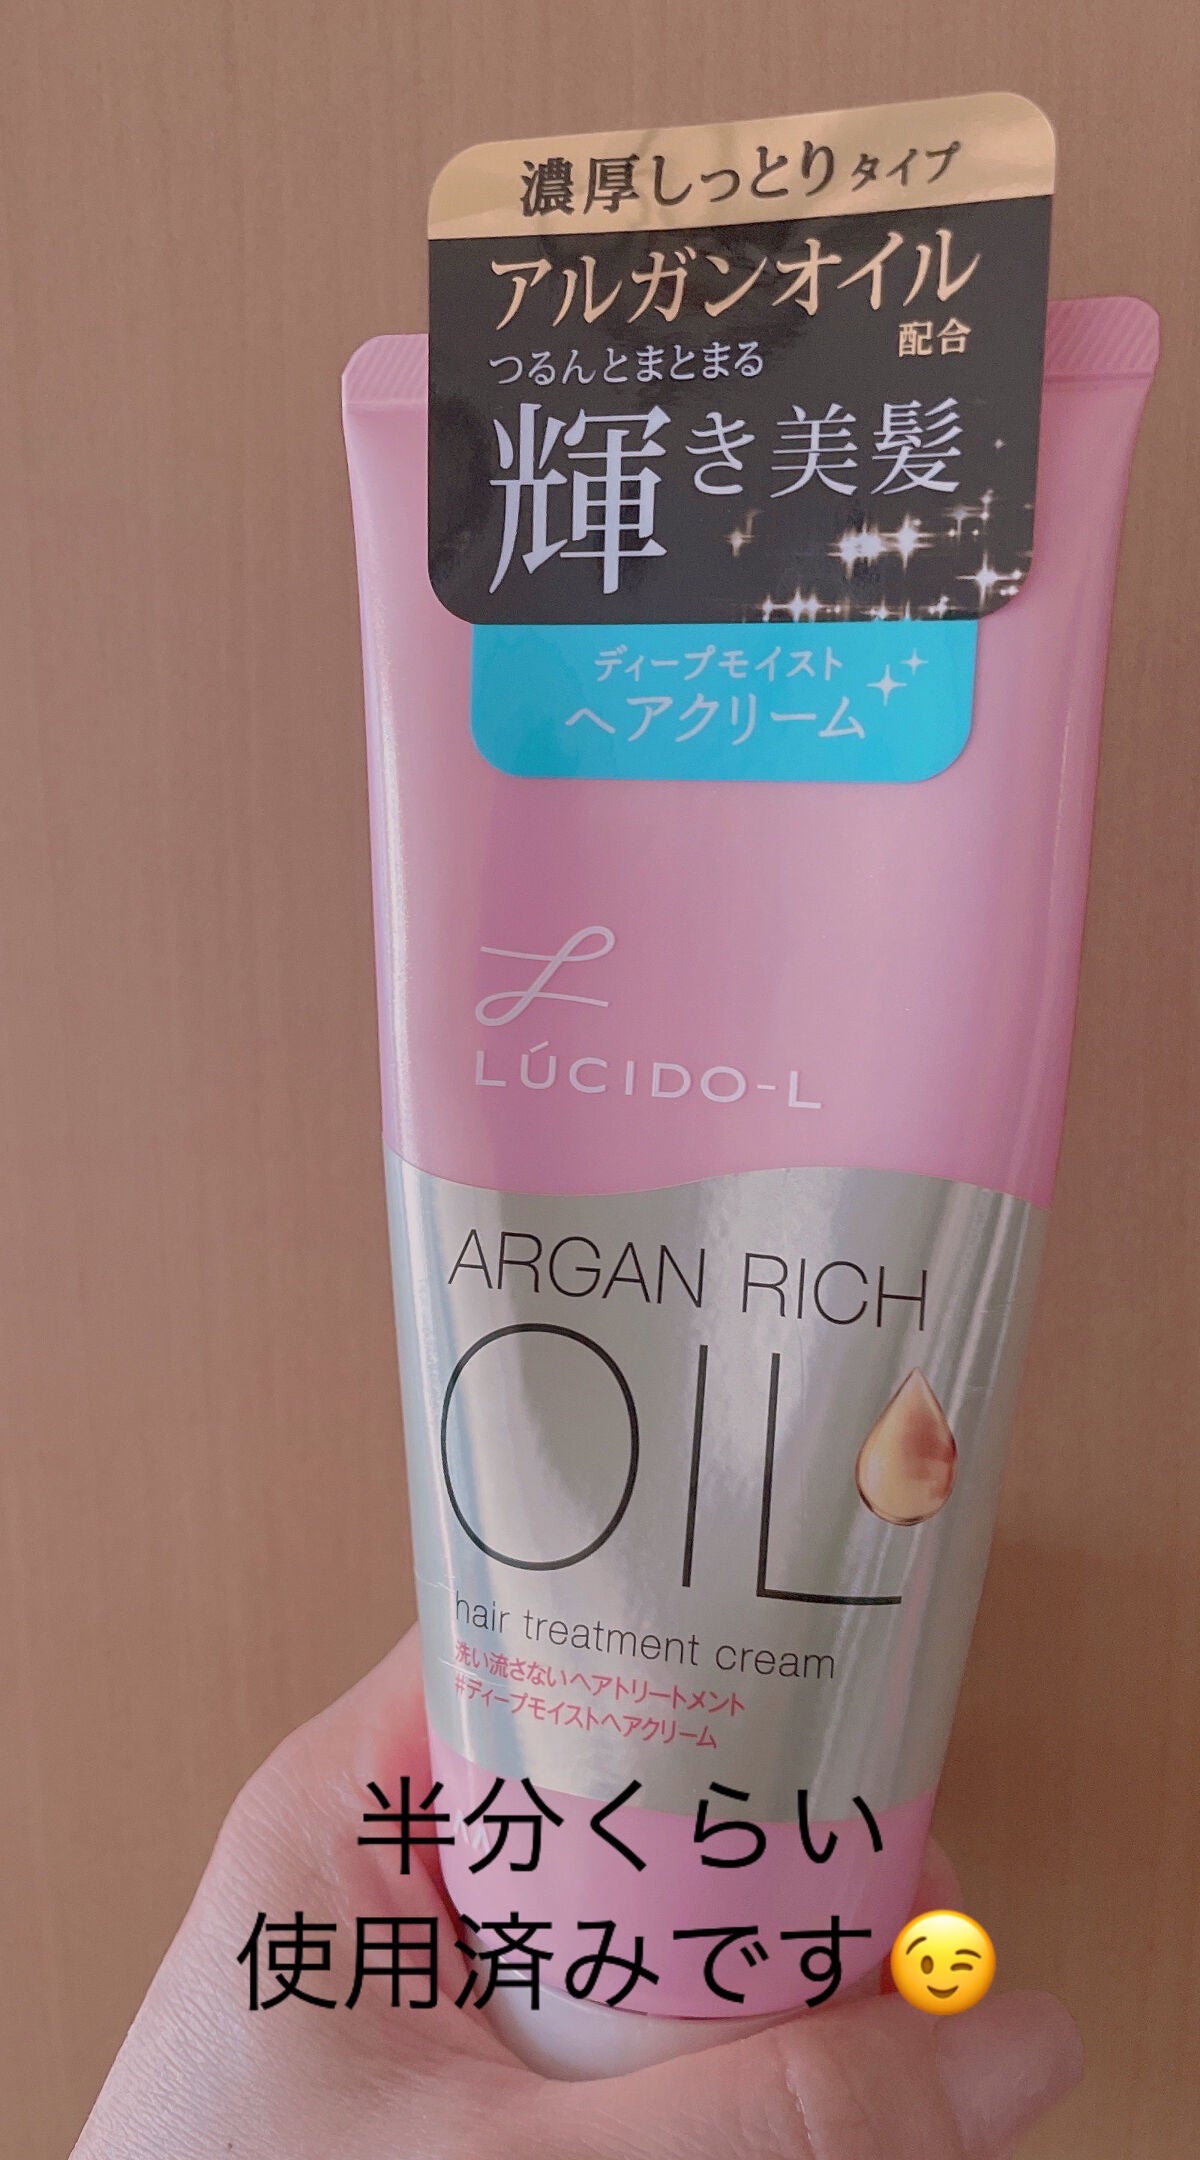 濃厚しっとりタイプ
アルガンオイル
配合
つるんとまとまる
輝き美髪
ディープモイスト
ヘアクリーム
LÚCIDO-L
ARGAN RICH
OIL
hair treatment cream
洗い流さないヘアトリートメント
#ディープモイストヘアクリーム
半分くらい
使用済みです😉